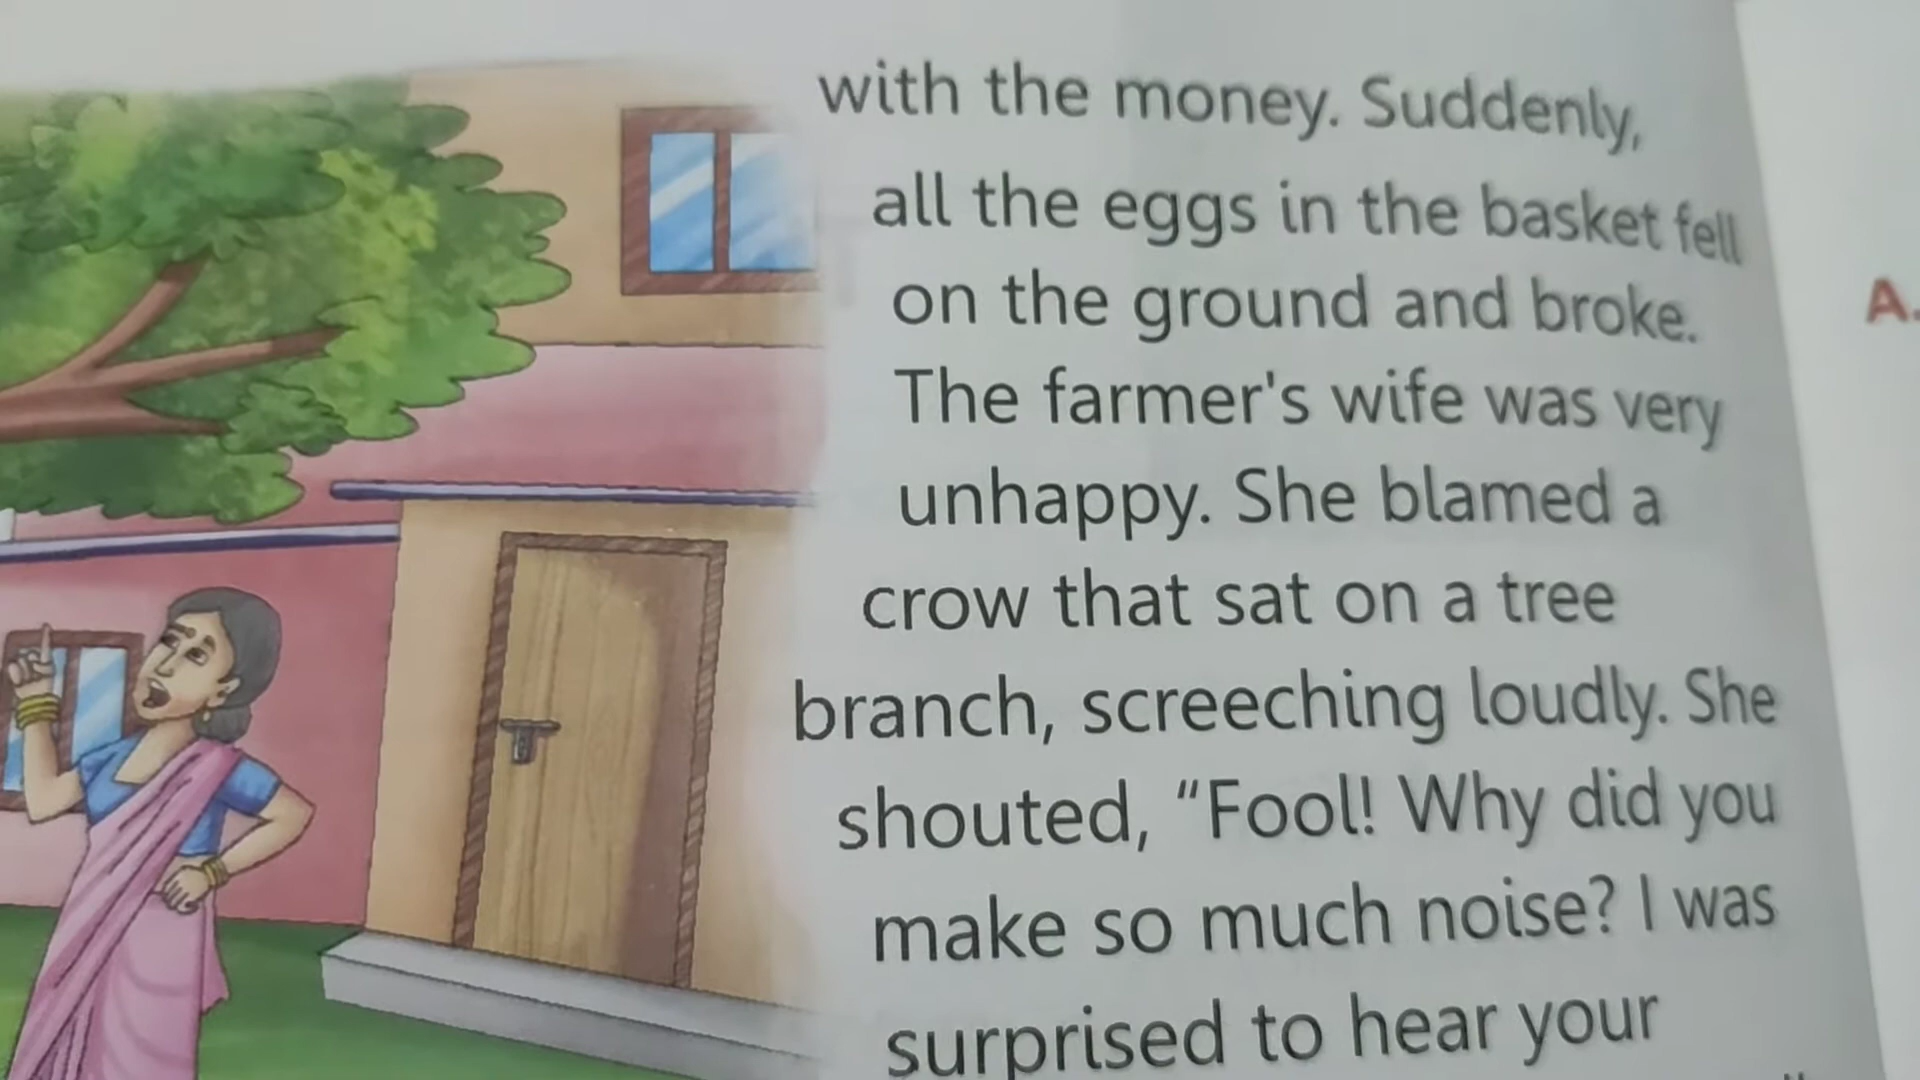 with the money. Suddenly,
all the eggs in the basket fell
on the ground and broke.
The farmer's wife was very
unhappy. She blamed a
crow that sat on a tree
branch, screeching loudly. She
shouted, “Fool! Why did you
make so much noise? I was
surprised to hear your
A.